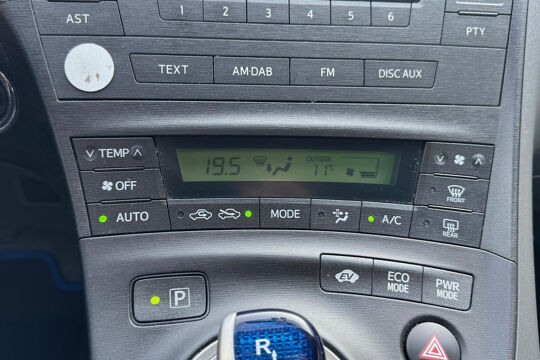 1 2 3 4 5 6
AST
PTY
TEXT AM·DAB FM DISC·AUX
TEMP
19.5 OUTSIDE 11°C
OFF
FRONT
AUTO MODE A/C
REAR
EV ECO MODE PWR MODE
P
R